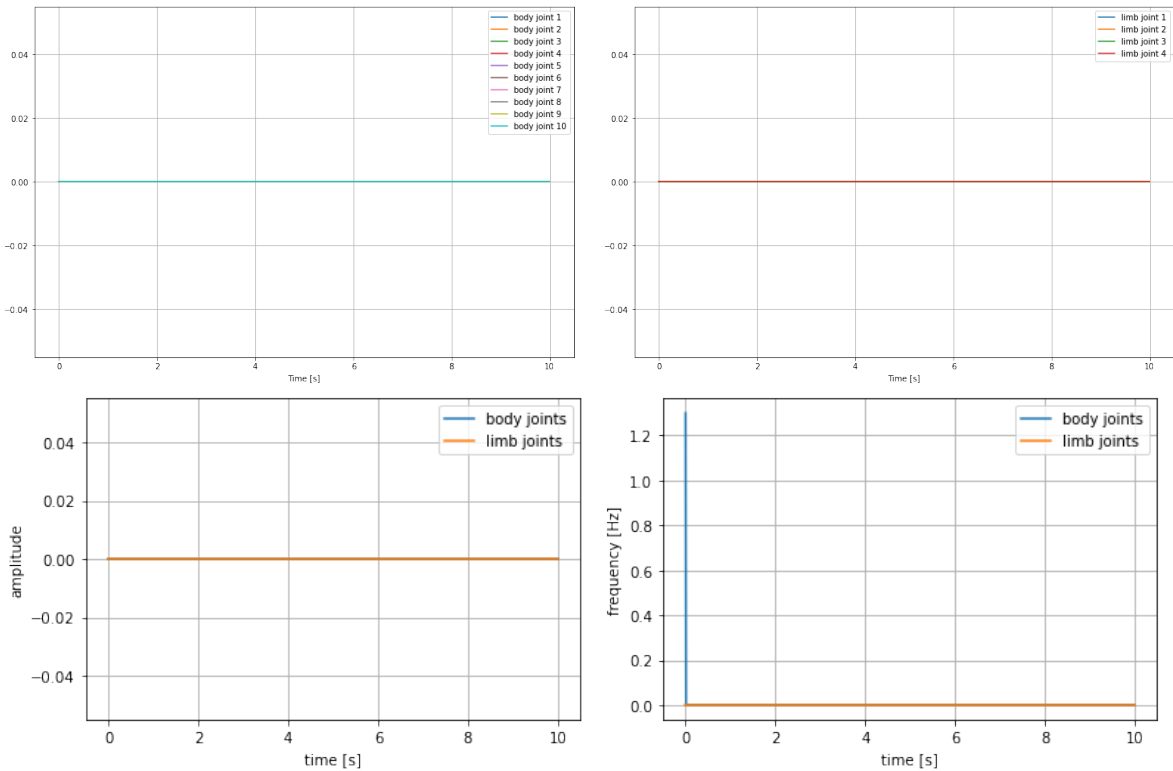 body joint 1
body joint 2
body joint 3
body joint 4
body joint 5
body joint 6
body joint 7
body joint 8
body joint 9
body joint 10
0.04
0.02
0.00
−0.02
−0.04
0 2 4 6 8 10
Time [s]
limb joint 1
limb joint 2
limb joint 3
limb joint 4
0.04
0.02
0.00
−0.02
−0.04
0 2 4 6 8 10
Time [s]
body joints
limb joints
amplitude
0.04
0.02
0.00
−0.02
−0.04
0 2 4 6 8 10
time [s]
body joints
limb joints
frequency [Hz]
1.2
1.0
0.8
0.6
0.4
0.2
0.0
0 2 4 6 8 10
time [s]